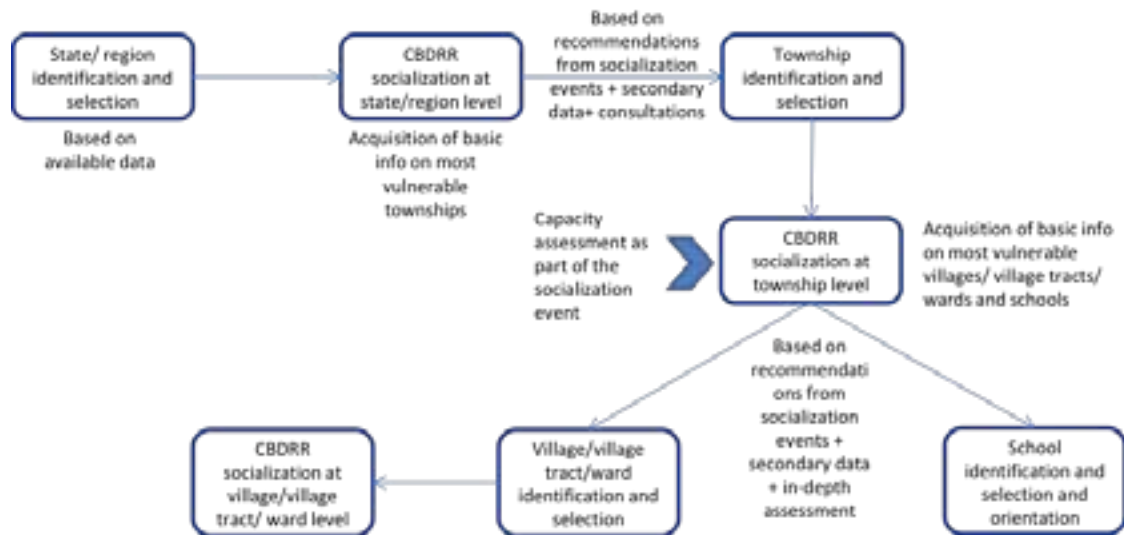 State/ region
identification and
selection
Based on
available data
CBDRR
socialization at
state/region level
Acquisition of basic
info on most
vulnerable
townships
Based on
recommendations
from socialization
events + secondary
data+ consultations
Township
identification and
selection
Capacity
assessment as
part of the
socialization
event
CBDRR
socialization at
township level
Acquisition of basic info
on most vulnerable
villages/ village tracts/
wards and schools
Based on
recommendati
ons from
socialization
events +
secondary data
+ in-depth
assessment
CBDRR
socialization at
village/village
tract/ ward level
Village/village
tract/ward
identification and
selection
School
identification and
selection and
orientation